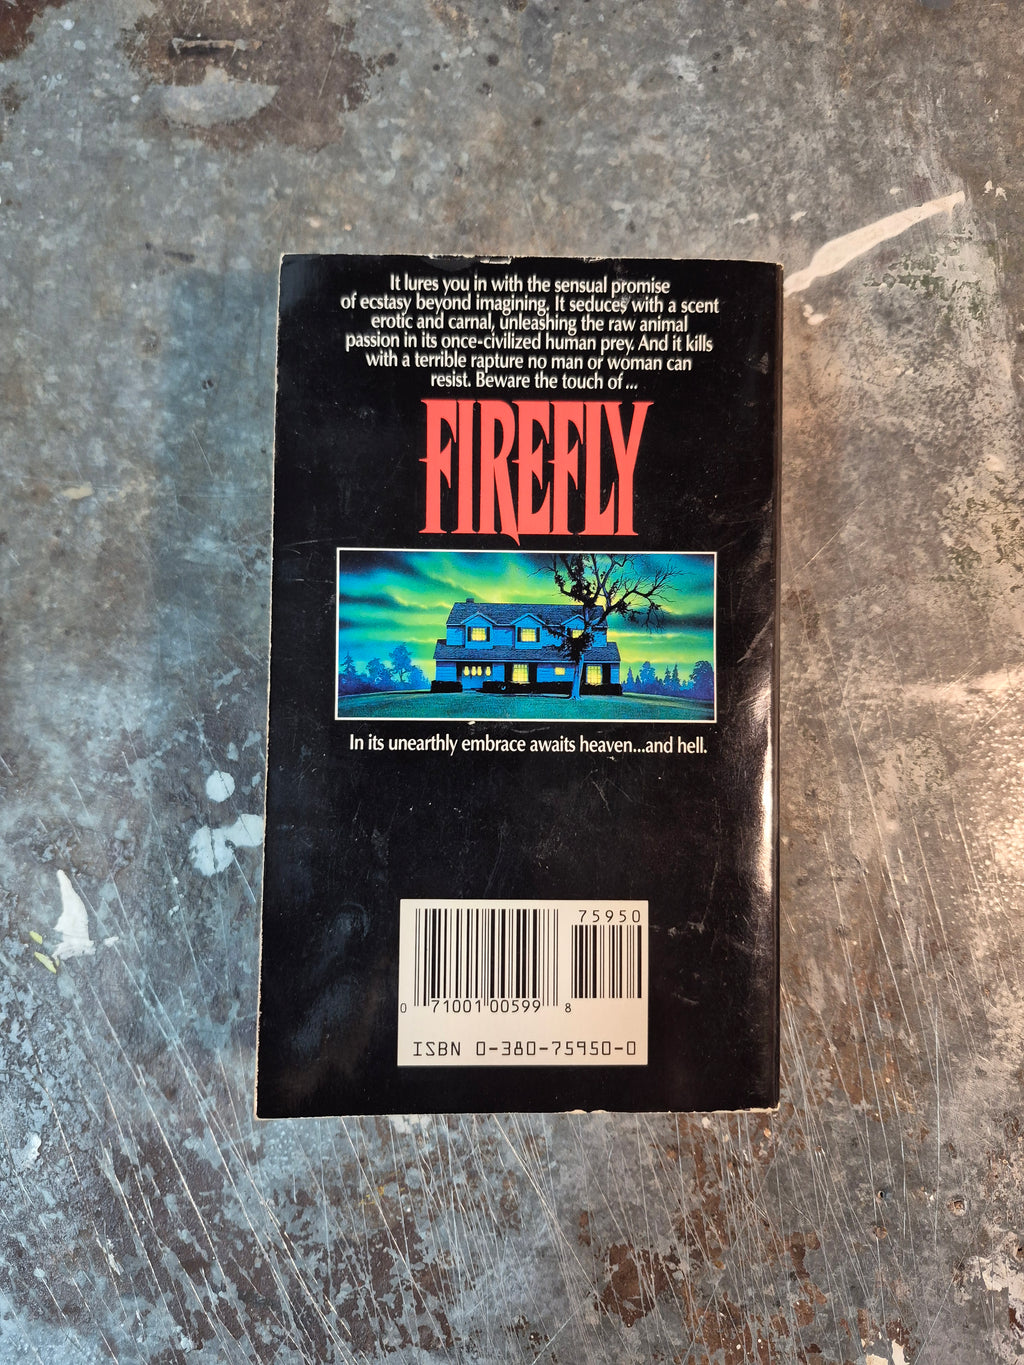 It lures you in with the sensual promise
of ecstasy beyond imagining. It seduces with a scent
erotic and carnal, unleashing the raw animal
passion in its once-civilized human prey. And it kills
with a terrible rapture no man or woman can
resist. Beware the touch of...
FIREFLY
In its unearthly embrace awaits heaven...and hell.
75950
0 71001 00599 8
ISBN 0-380-75950-0